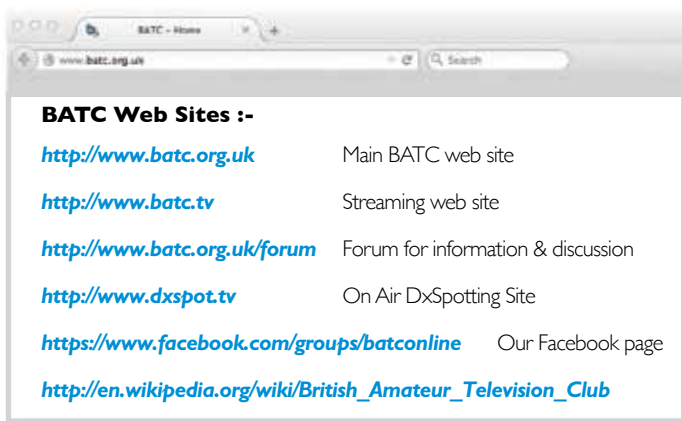 BATC - Home
www.batc.org.uk
Search
BATC Web Sites :-
http://www.batc.org.uk Main BATC web site
http://www.batc.tv Streaming web site
http://www.batc.org.uk/forum Forum for information & discussion
http://www.dxspot.tv On Air DxSpotting Site
https://www.facebook.com/groups/batconline Our Facebook page
http://en.wikipedia.org/wiki/British_Amateur_Television_Club